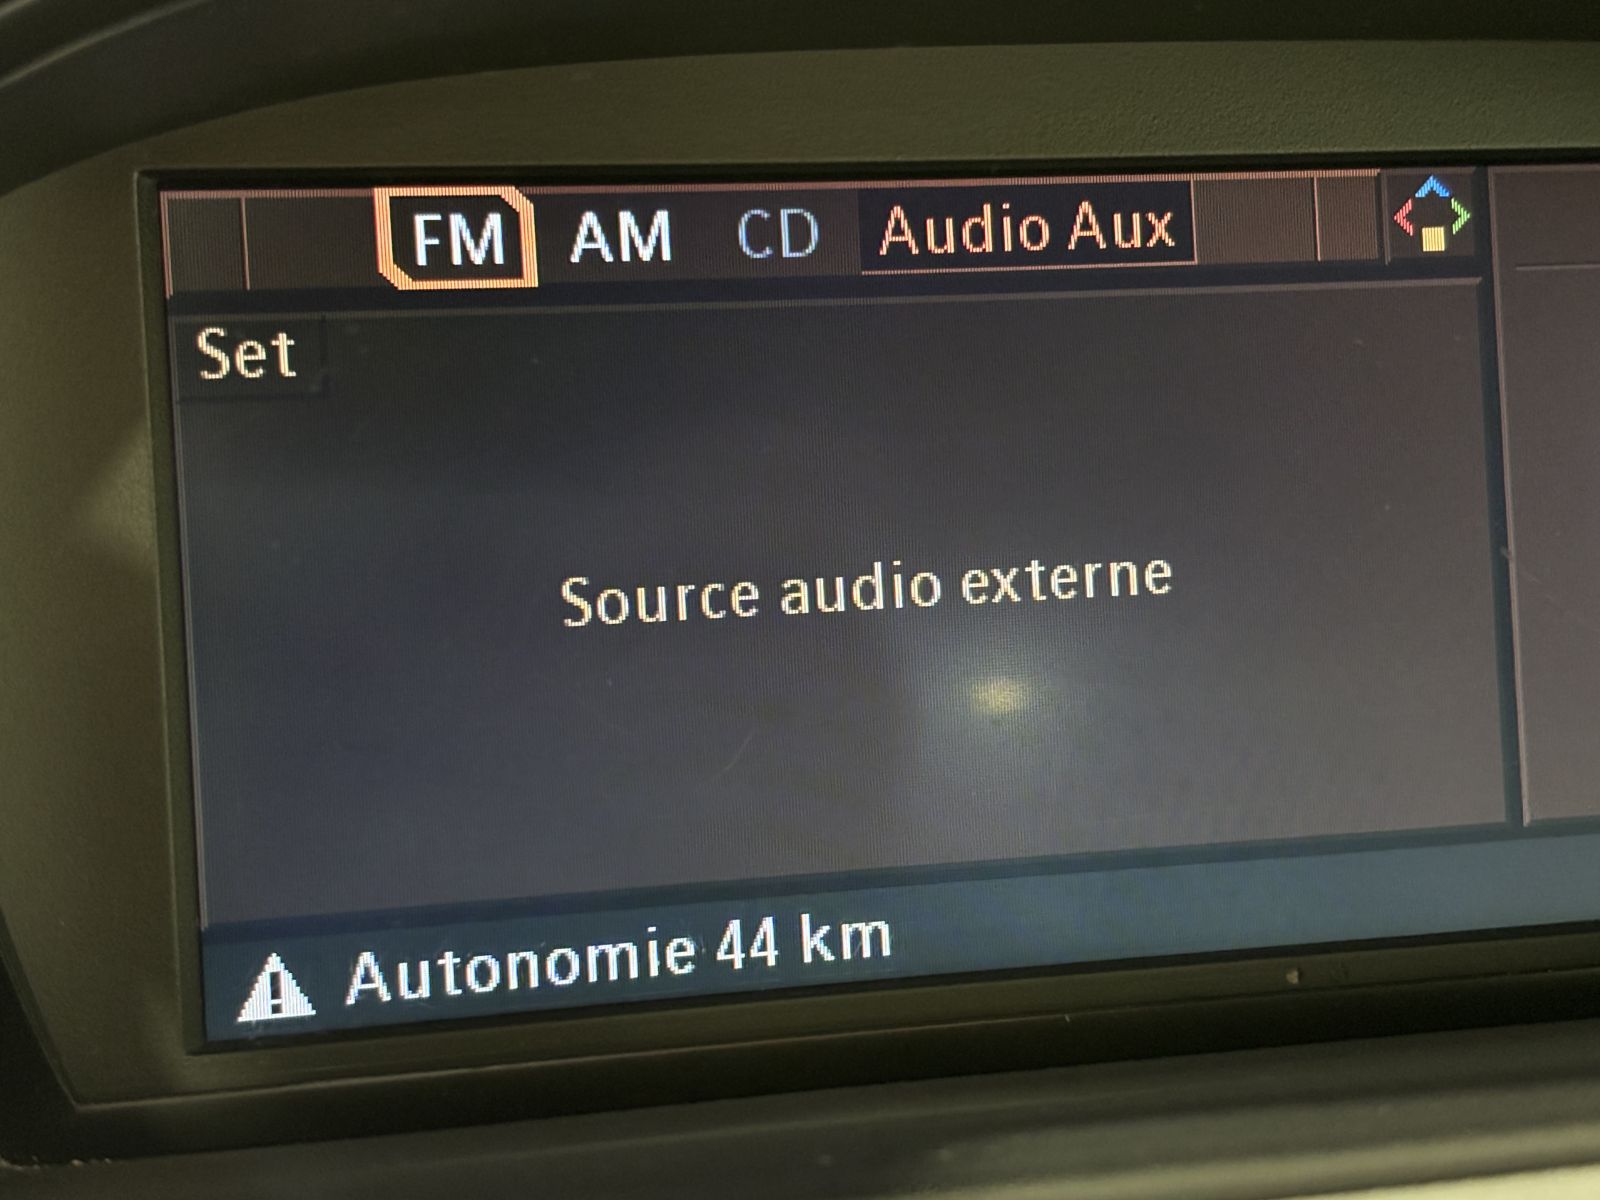 FM AM CD Audio Aux
Set
Source audio externe
Autonomie 44 km